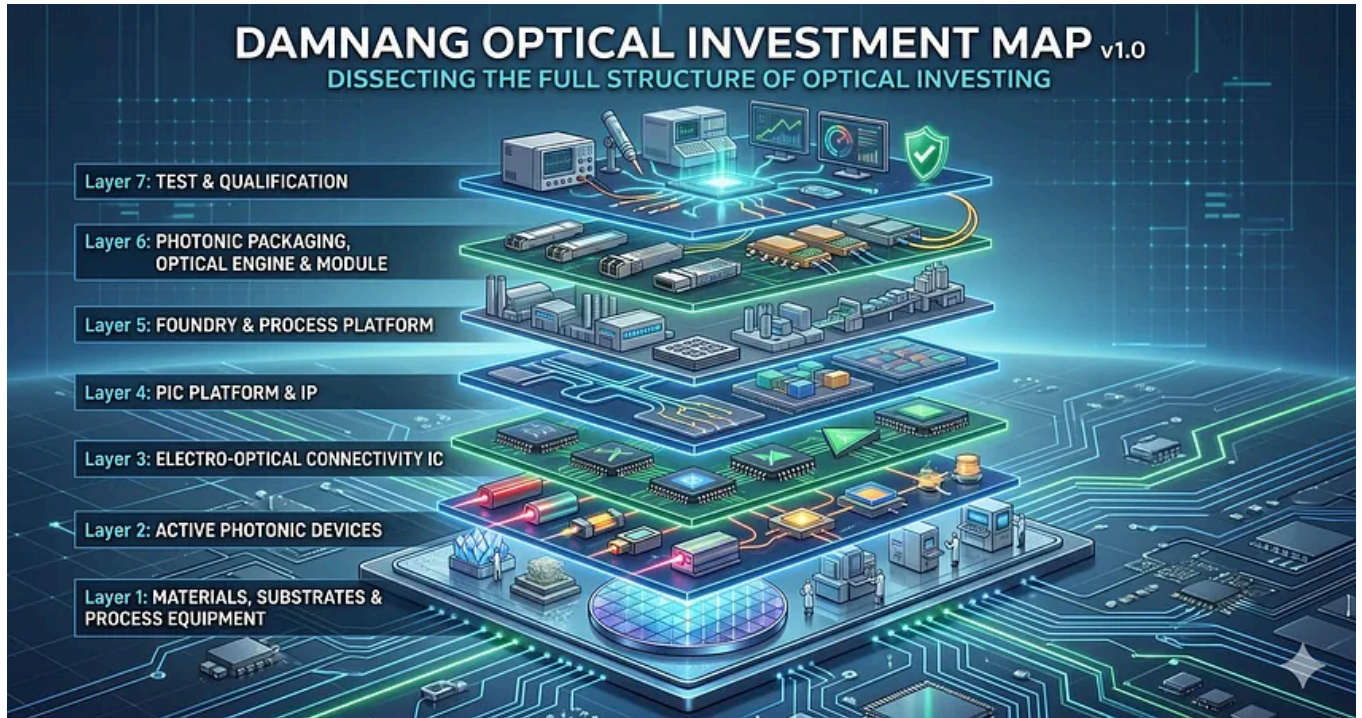 DAMNANG OPTICAL INVESTMENT MAP v1.0
DISSECTING THE FULL STRUCTURE OF OPTICAL INVESTING
Layer 7: TEST & QUALIFICATION
Layer 6: PHOTONIC PACKAGING,
OPTICAL ENGINE & MODULE
Layer 5: FOUNDRY & PROCESS PLATFORM
Layer 4: PIC PLATFORM & IP
Layer 3: ELECTRO-OPTICAL CONNECTIVITY IC
Layer 2: ACTIVE PHOTONIC DEVICES
Layer 1: MATERIALS, SUBSTRATES &
PROCESS EQUIPMENT